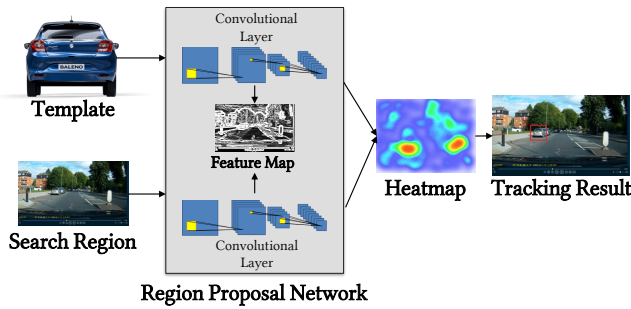 Convolutional
Layer
BALENO
Template
Feature Map
Search Region
Heatmap
Tracking Result
Convolutional
Layer
Region Proposal Network